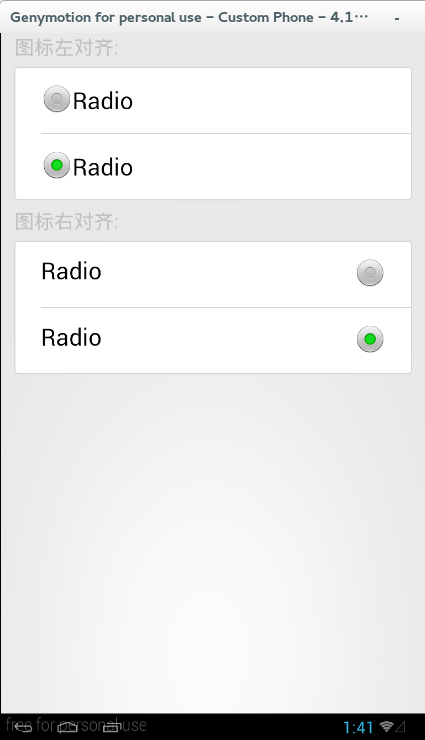 Genymotion for personal use – Custom Phone – 4.1…
图标左对齐:
Radio
Radio
图标右对齐:
Radio
Radio
free for personal use
1:41